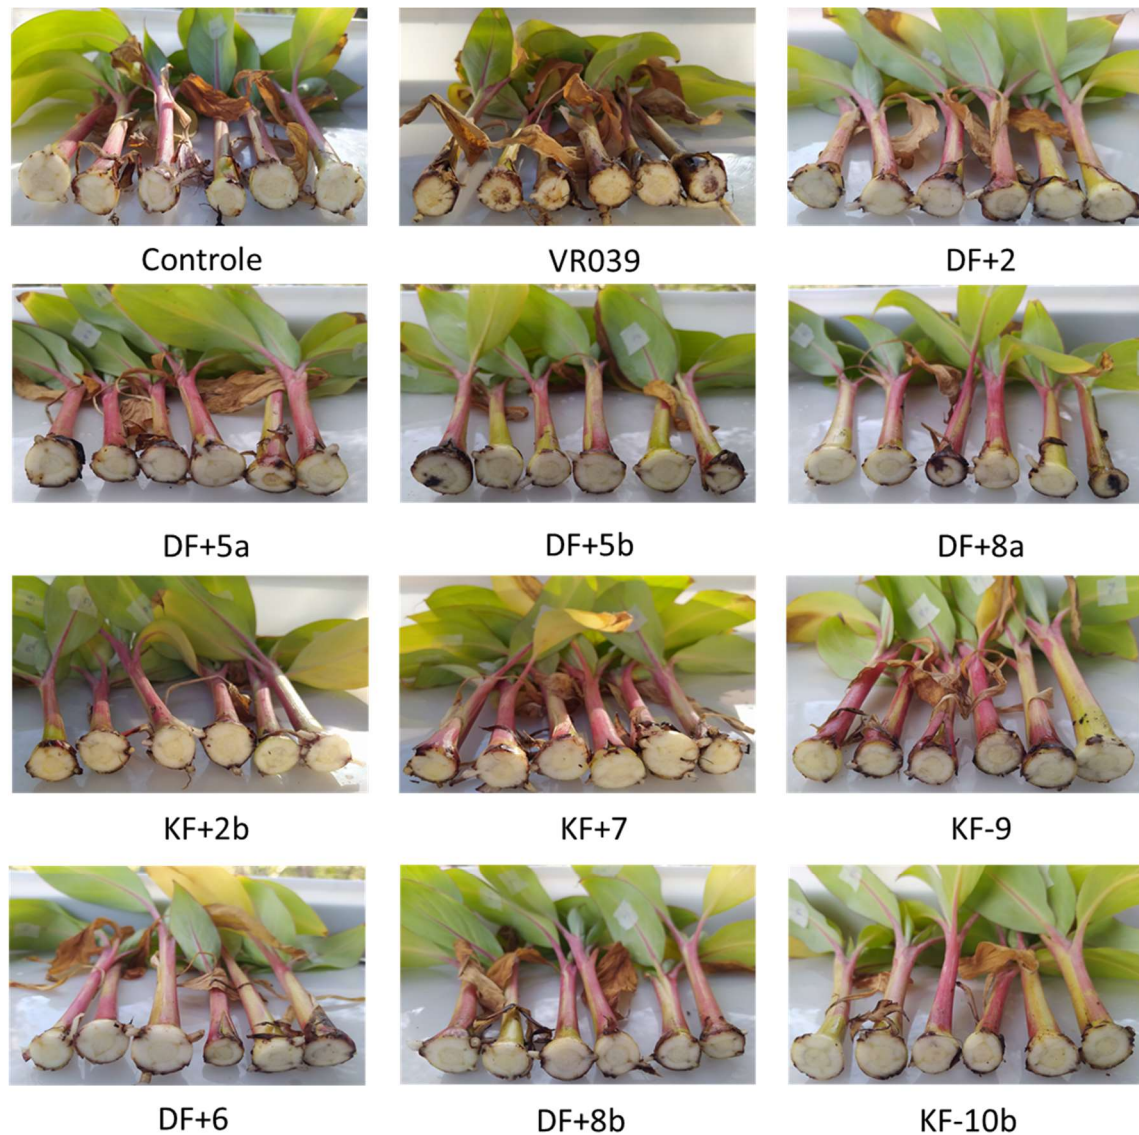 Controle
VR039
DF+2
DF+5a
DF+5b
DF+8a
KF+2b
KF+7
KF-9
DF+6
DF+8b
KF-10b